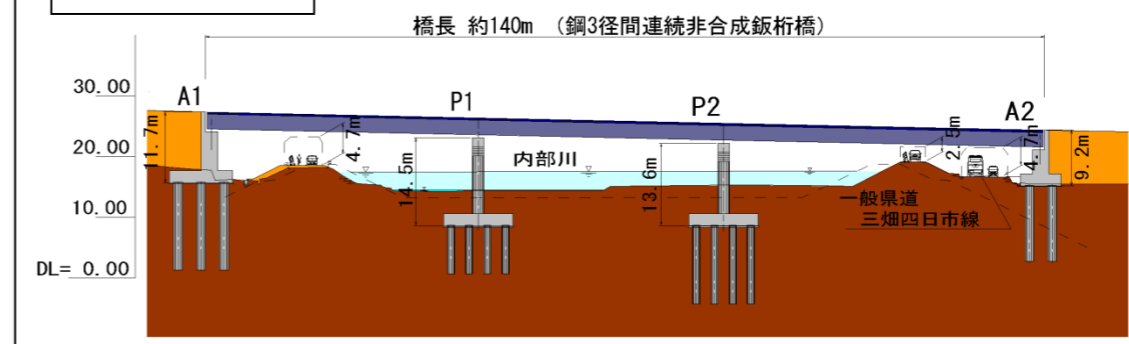 橋長 約140m （鋼3径間連続非合成鈑桁橋）
30.00
20.00
10.00
DL= 0.00
A1
P1
P2
A2
11.7m
4.7m
14.5m
内部川
13.6m
2.5m
4.7m
9.2m
一般県道
三畑四日市線